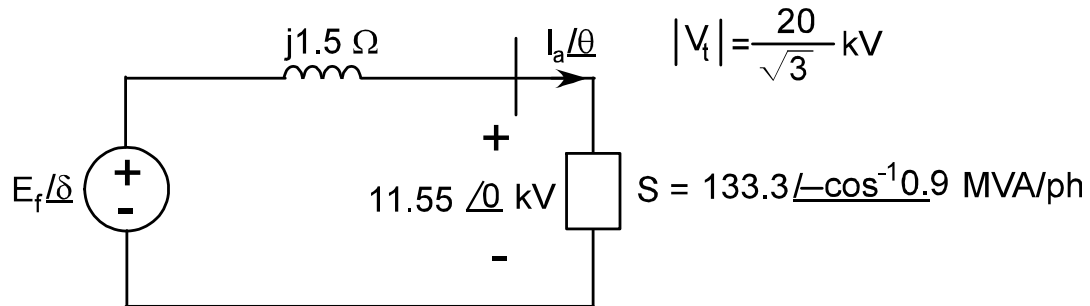 j1.5 Ω
I_a/θ
|V_t| = 20/√3 kV
+
-
E_f/δ
+
11.55 /0 kV
-
S = 133.3/–cos⁻¹0.9 MVA/ph